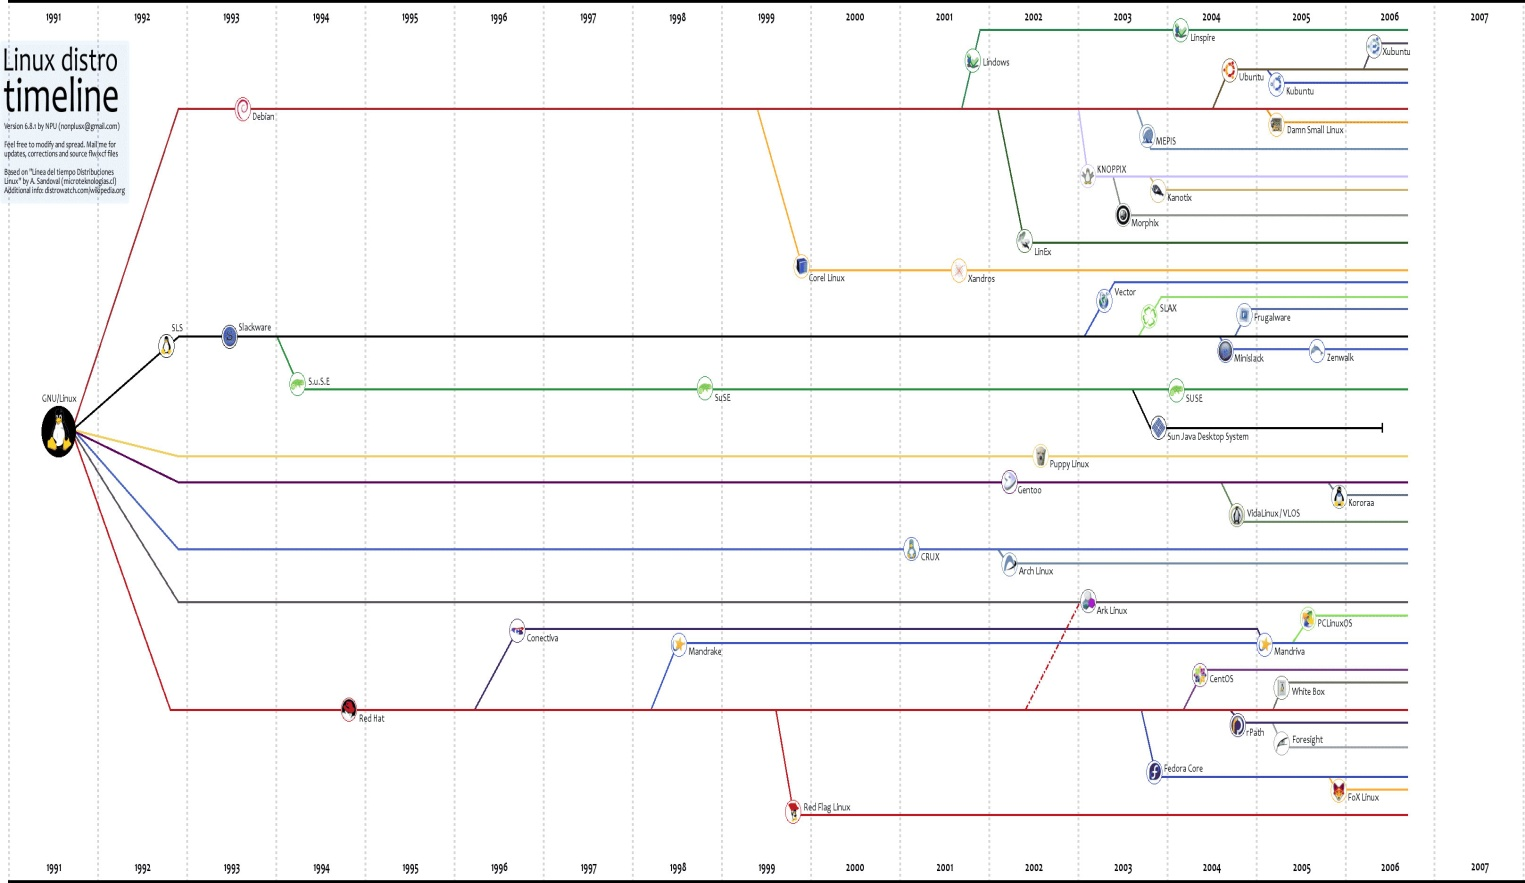 1991 1992 1993 1994 1995 1996 1997 1998 1999 2000 2001 2002 2003 2004 2005 2006 2007
Linux distro
timeline
Version 6.8.1 by NPU (nonplusx@gmail.com)
Feel free to modify and spread. Mail me for
updates, corrections and source flw/xcf files
Based on "Linea del tiempo Distribuciones
Linux" by A. Sandoval (microteknologias.cl)
Additional info: distrowatch.com/wikipedia.org
Linspire
Xubuntu
Lindows
Ubuntu
Kubuntu
Debian
Damn Small Linux
MEPIS
KNOPPIX
Kanotix
Morphix
LinEx
Corel Linux
Xandros
Vector
SLAX
Frugalware
SLS
Slackware
Minislack
Zenwalk
S.u.S.E
SuSE
SUSE
GNU/Linux
Sun Java Desktop System
Puppy Linux
Gentoo
Kororaa
VidaLinux / VLOS
CRUX
Arch Linux
Ark Linux
PCLinuxOS
Conectiva
Mandrake
Mandriva
CentOS
White Box
Red Hat
rPath
Foresight
Fedora Core
FoX Linux
Red Flag Linux
1991 1992 1993 1994 1995 1996 1997 1998 1999 2000 2001 2002 2003 2004 2005 2006 2007